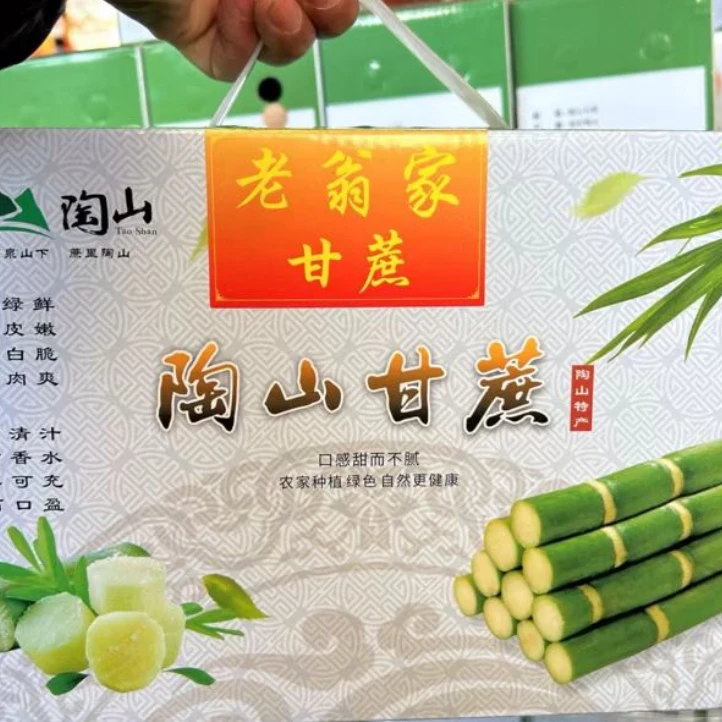 老翁家
甘蔗
陶山
Tao Shan
泉山下 蔗里陶山
绿 鲜
皮 嫩
白 脆
肉 爽
清 汁
香 水
可 充
口 盈
陶山甘蔗
陶山特产
口感甜而不腻
农家种植 绿色 自然更健康